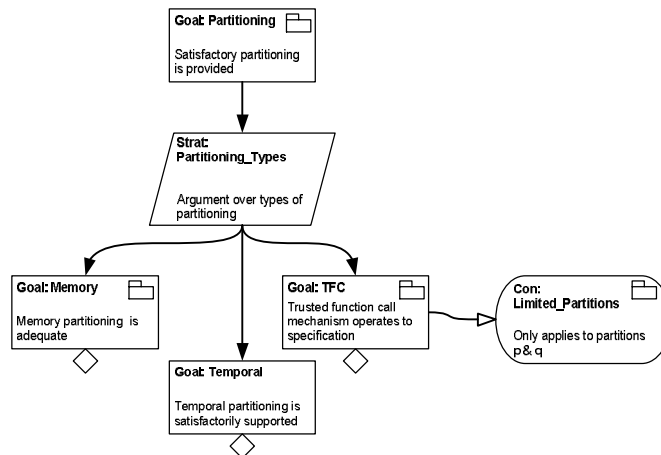 Goal: Partitioning
Satisfactory partitioning
is provided
Strat:
Partitioning_Types
Argument over types of
partitioning
Goal: Memory
Memory partitioning is
adequate
Goal: Temporal
Temporal partitioning is
satisfactorily supported
Goal: TFC
Trusted function call
mechanism operates to
specification
Con:
Limited_Partitions
Only applies to partitions
p & q